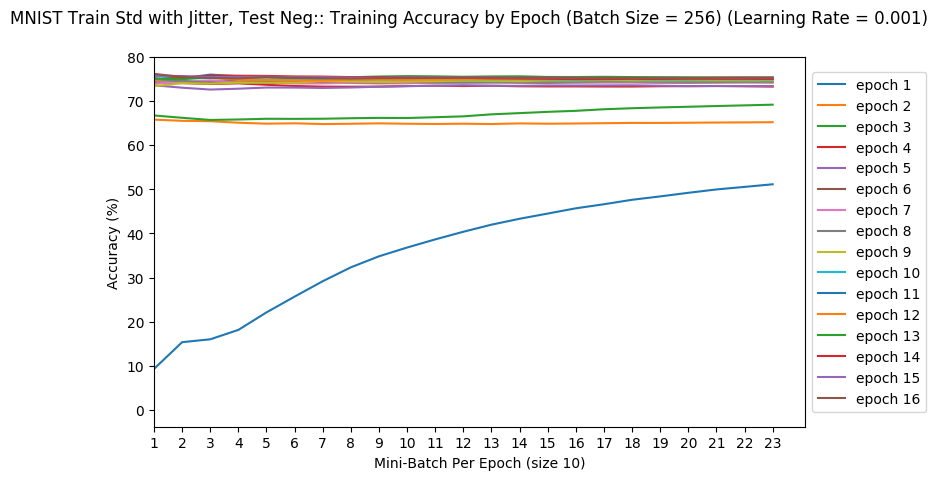 MNIST Train Std with Jitter, Test Neg:: Training Accuracy by Epoch (Batch Size = 256) (Learning Rate = 0.001)
80
70
60
50
40
30
20
10
0
Accuracy (%)
1 2 3 4 5 6 7 8 9 10 11 12 13 14 15 16 17 18 19 20 21 22 23
Mini-Batch Per Epoch (size 10)
epoch 1
epoch 2
epoch 3
epoch 4
epoch 5
epoch 6
epoch 7
epoch 8
epoch 9
epoch 10
epoch 11
epoch 12
epoch 13
epoch 14
epoch 15
epoch 16